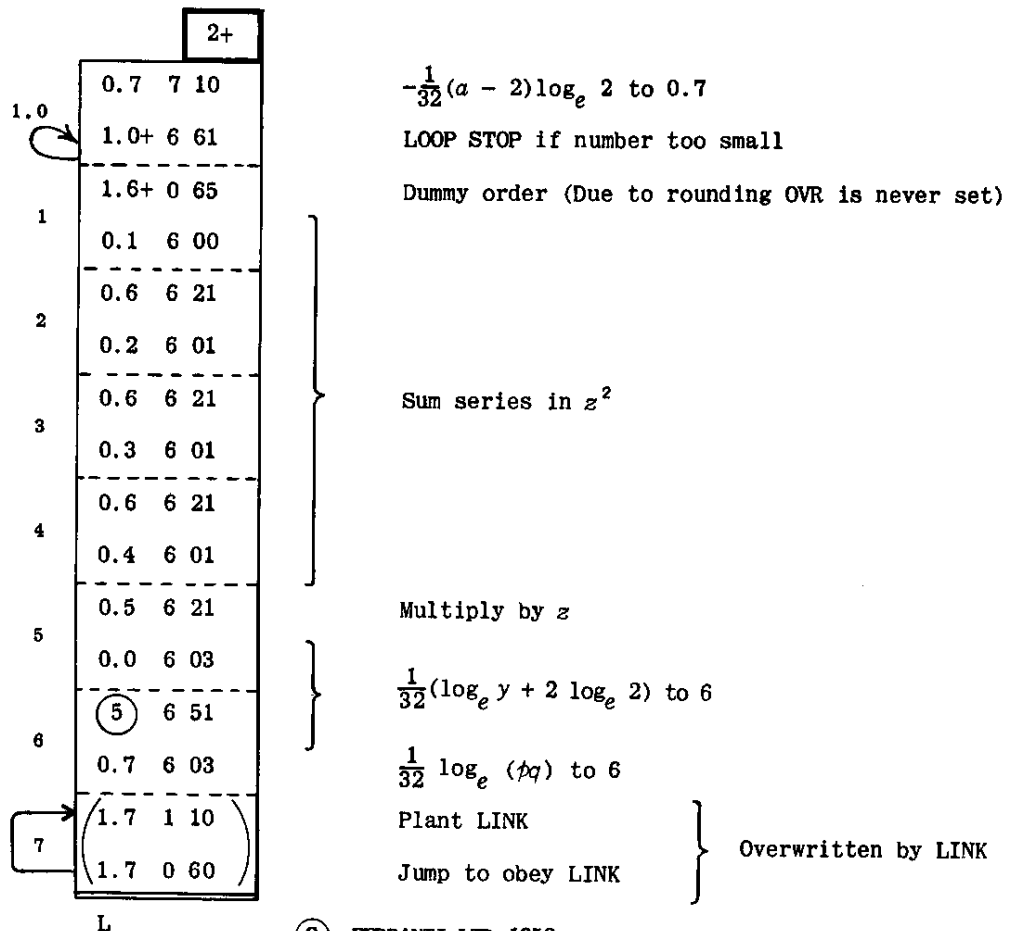 2+
0.7 7 10 -1/32(a - 2)log_e 2 to 0.7
1.0
1.0+ 6 61 LOOP STOP if number too small
1.6+ 0 65 Dummy order (Due to rounding OVR is never set)
1
0.1 6 00
0.6 6 21
2
0.2 6 01
0.6 6 21 Sum series in z²
3
0.3 6 01
0.6 6 21
4
0.4 6 01
0.5 6 21 Multiply by z
5
0.0 6 03
1/32(log_e y + 2 log_e 2) to 6
5 6 51
6
0.7 6 03 1/32 log_e (pq) to 6
(1.7 1 10) Plant LINK
7 Overwritten by LINK
(1.7 0 60) Jump to obey LINK
L